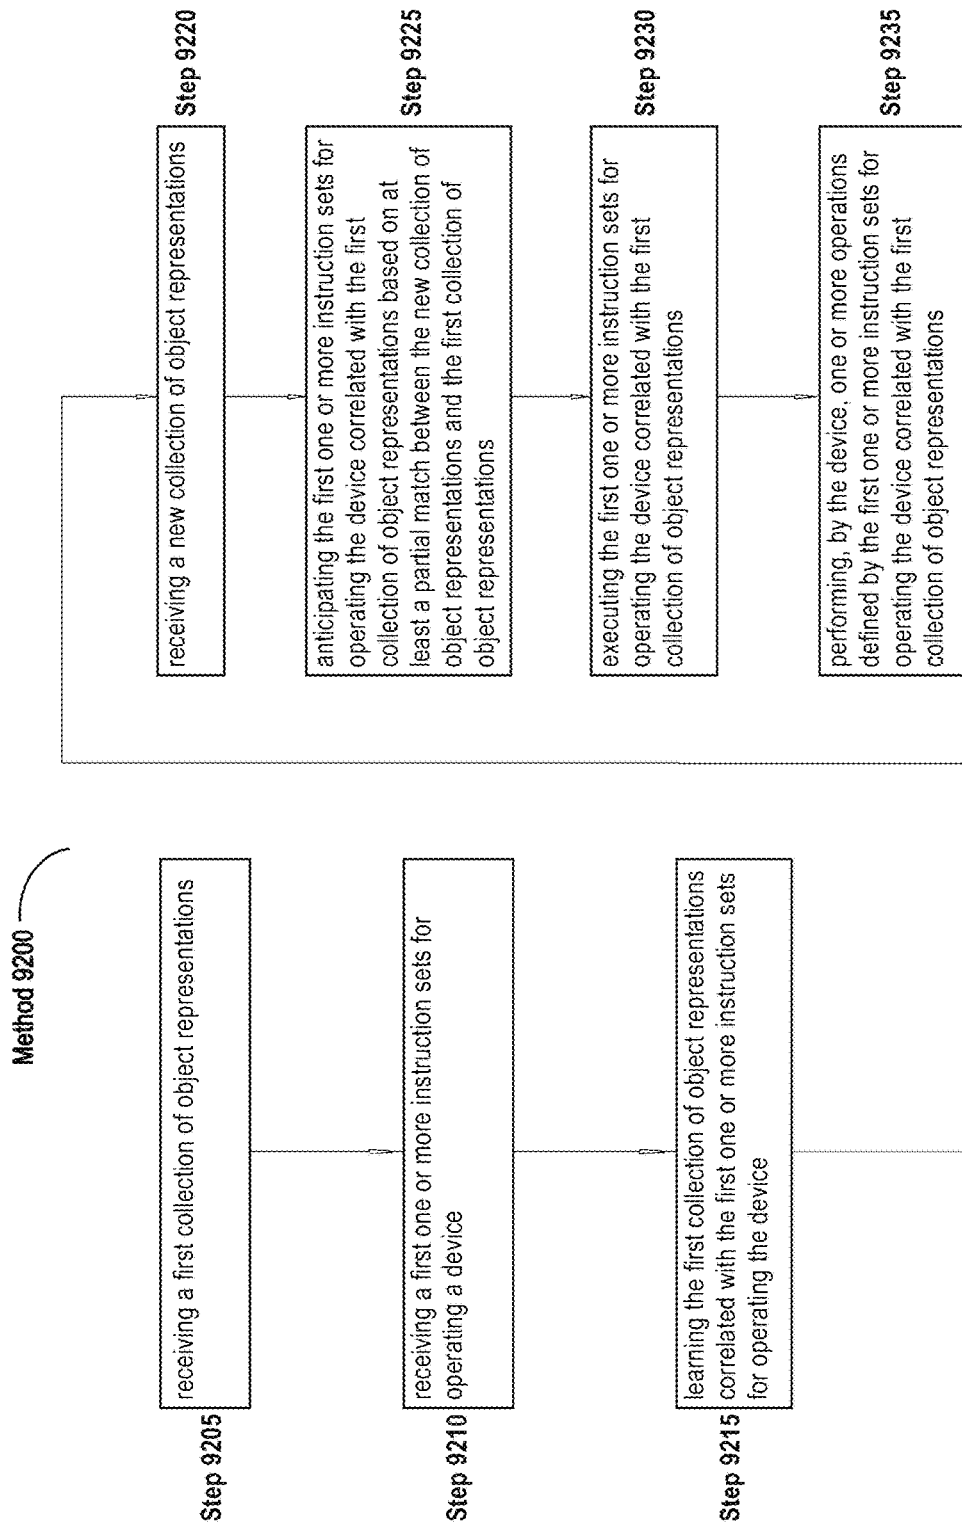 Method 9200
Step 9205
receiving a first collection of object representations
Step 9210
receiving a first one or more instruction sets for
operating a device
Step 9215
learning the first collection of object representations
correlated with the first one or more instruction sets
for operating the device
receiving a new collection of object representations
Step 9220
anticipating the first one or more instruction sets for
operating the device correlated with the first
collection of object representations based on at
least a partial match between the new collection of
object representations and the first collection of
object representations
Step 9225
executing the first one or more instruction sets for
operating the device correlated with the first
collection of object representations
Step 9230
performing, by the device, one or more operations
defined by the first one or more instruction sets for
operating the device correlated with the first
collection of object representations
Step 9235